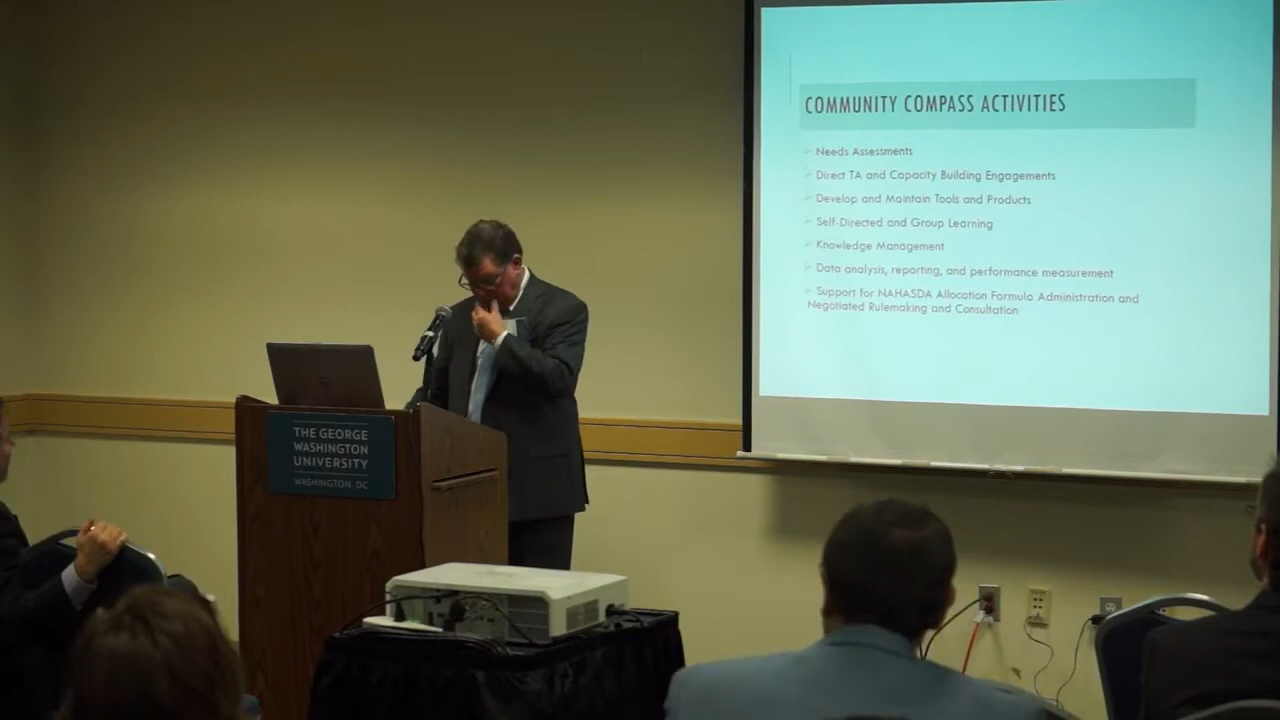 COMMUNITY COMPASS ACTIVITIES
Needs Assessments
Direct TA and Capacity Building Engagements
Develop and Maintain Tools and Products
Self-Directed and Group Learning
Knowledge Management
Data analysis, reporting, and performance measurement
Support for NAHASDA Allocation Formula Administration and
Negotiated Rulemaking and Consultation
THE GEORGE
WASHINGTON
UNIVERSITY
WASHINGTON, DC